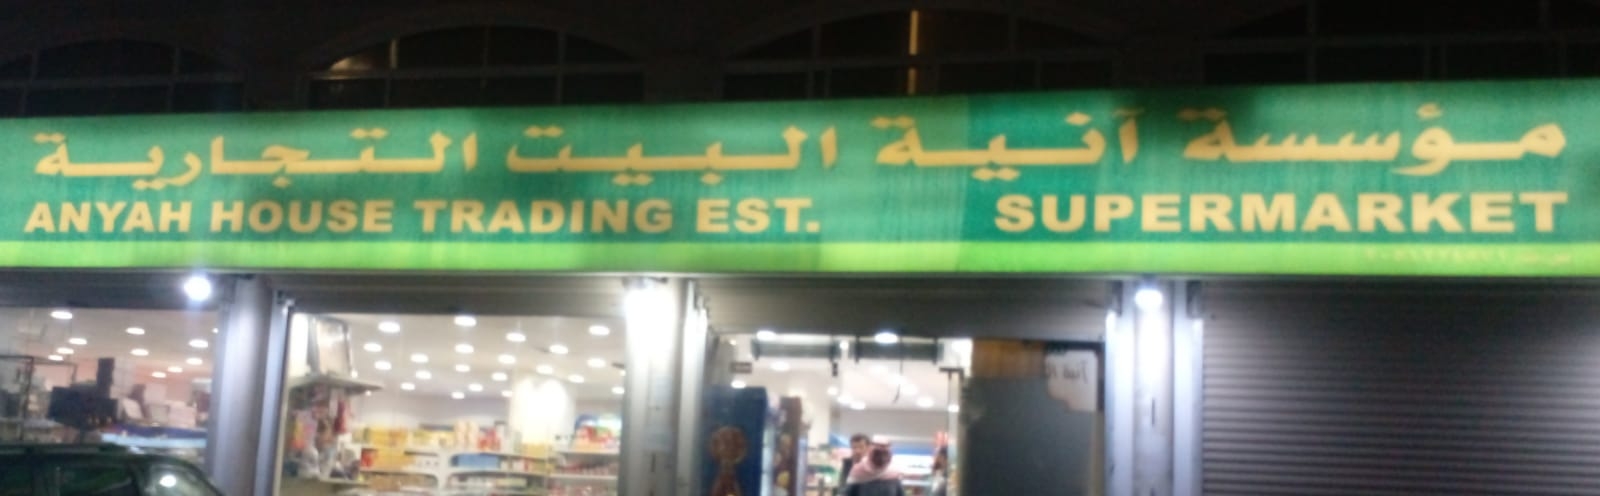 مؤسسة آنية البيت التجارية
ANYAH HOUSE TRADING EST. SUPERMARKET